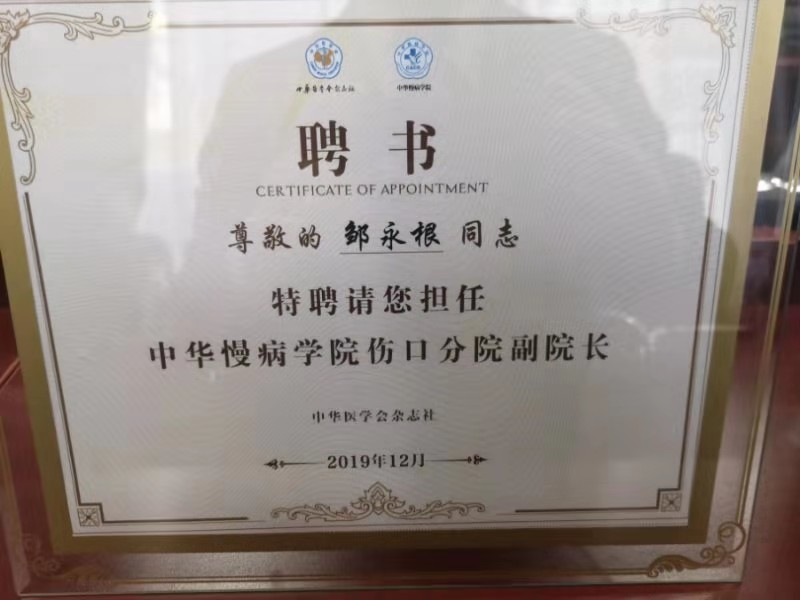 中华医学会杂志社 中华慢病学院
聘书
CERTIFICATE OF APPOINTMENT
尊敬的 邹永根 同志
特聘请您担任
中华慢病学院伤口分院副院长
中华医学会杂志社
2019年12月